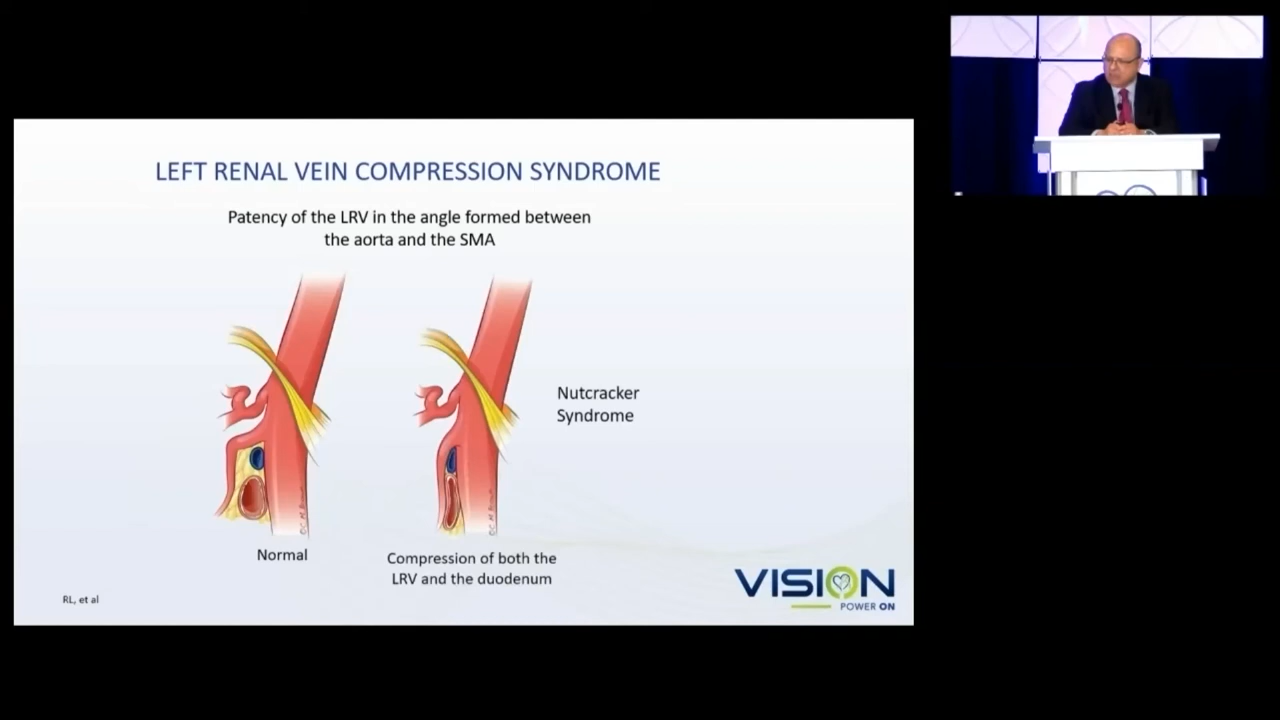 LEFT RENAL VEIN COMPRESSION SYNDROME
Patency of the LRV in the angle formed between
the aorta and the SMA
Nutcracker
Syndrome
Normal
Compression of both the
LRV and the duodenum
RL, et al
VISION
POWER ON